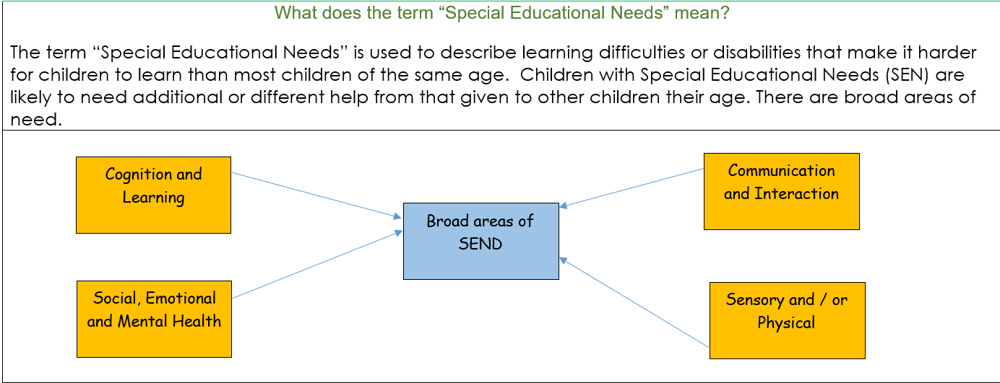 What does the term “Special Educational Needs” mean?
The term “Special Educational Needs” is used to describe learning difficulties or disabilities that make it harder
for children to learn than most children of the same age.  Children with Special Educational Needs (SEN) are
likely to need additional or different help from that given to other children their age. There are broad areas of
need.
Cognition and
Learning
Communication
and Interaction
Broad areas of
SEND
Social, Emotional
and Mental Health
Sensory and / or
Physical